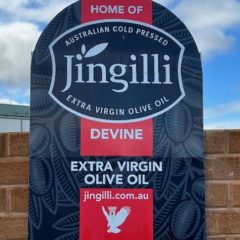 HOME OF
AUSTRALIAN COLD PRESSED
Jingilli
EXTRA VIRGIN OLIVE OIL
DEVINE
EXTRA VIRGIN
OLIVE OIL
jingilli.com.au